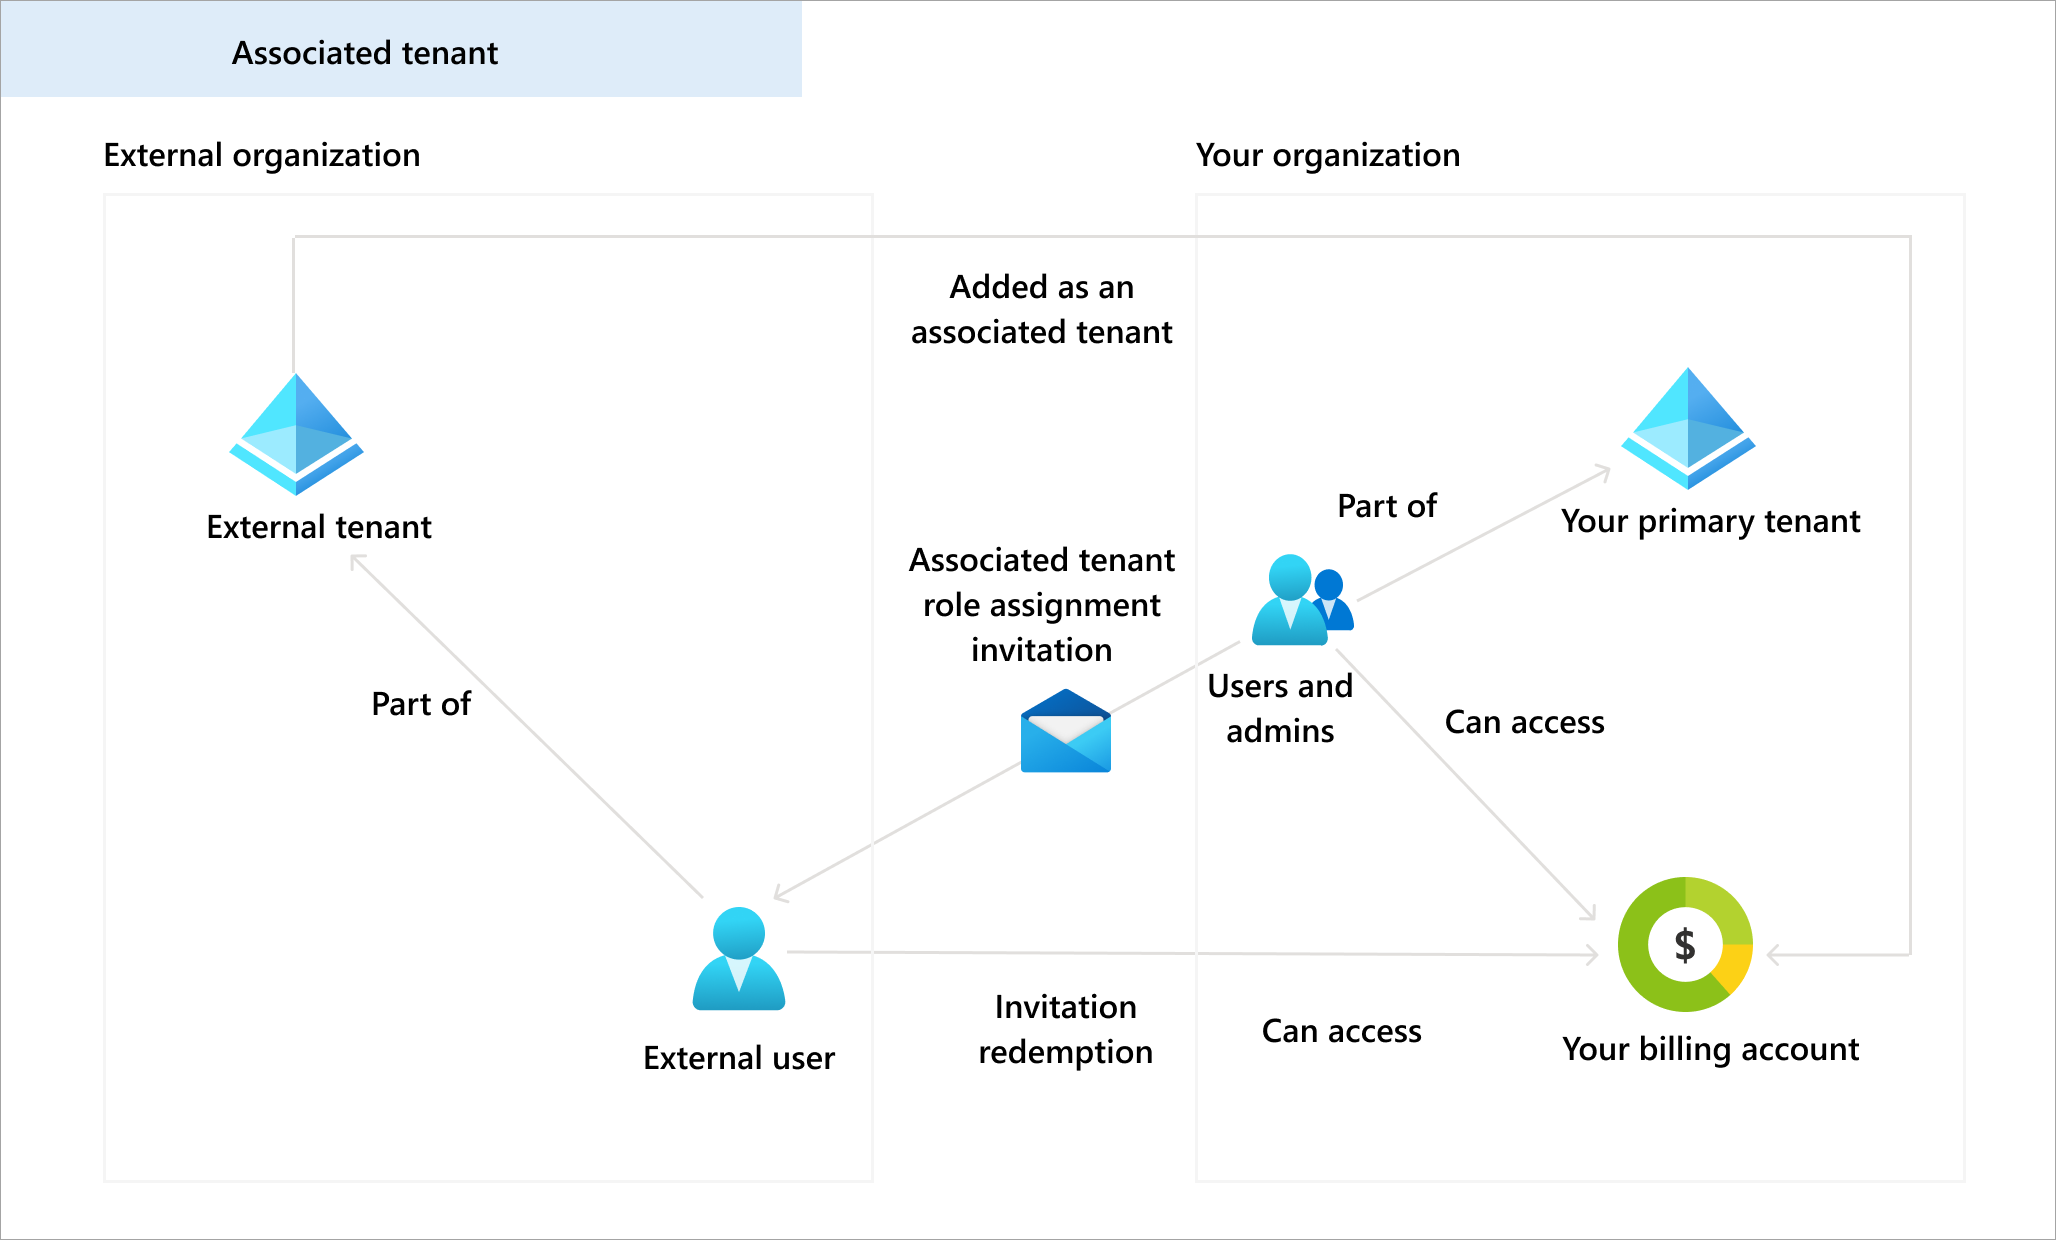 Associated tenant
External organization
Your organization
Added as an
associated tenant
External tenant
Part of
Your primary tenant
Associated tenant
role assignment
invitation
Users and
admins
Part of
Can access
External user
Invitation
redemption
Can access
$
Your billing account